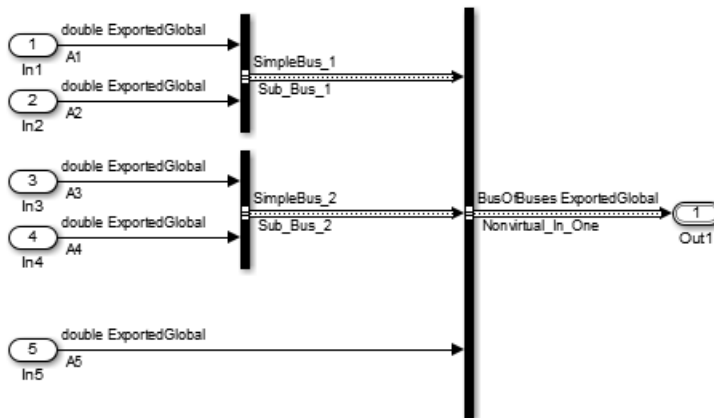 double ExportedGlobal
1
A1
In1
SimpleBus_1
Sub_Bus_1
double ExportedGlobal
2
A2
In2
double ExportedGlobal
3
A3
In3
SimpleBus_2
Sub_Bus_2
BusOfBuses ExportedGlobal
Nonvirtual_In_One
1
Out1
double ExportedGlobal
4
A4
In4
double ExportedGlobal
5
A5
In5